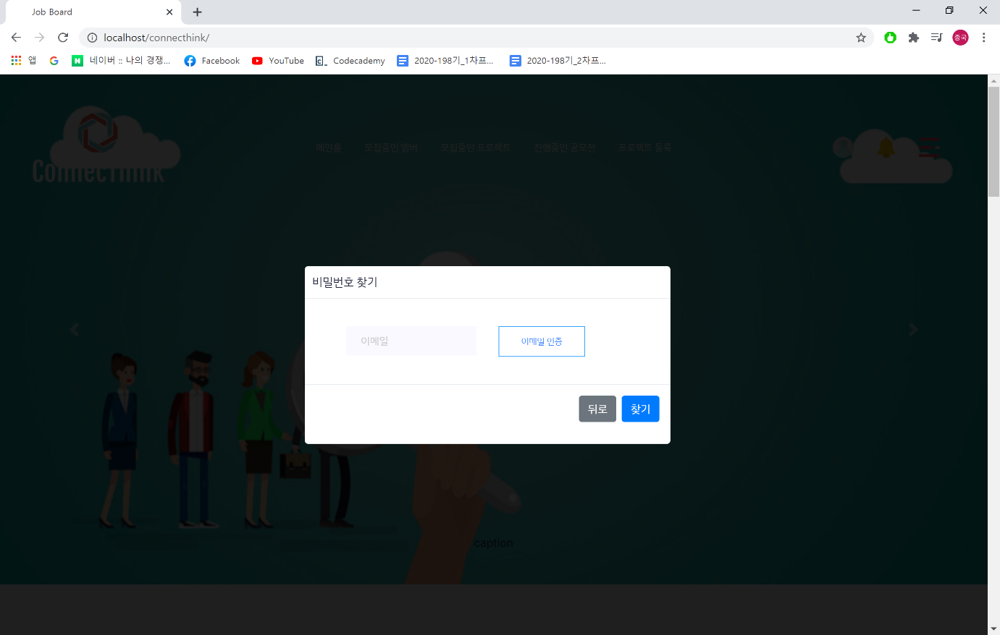 Job Board
localhost/connecthink/
중국
앱
네이버 :: 나의 경쟁...
Facebook
YouTube
Codecademy
2020-198기_1차프...
2020-198기_2차프...
메인홈 모집중인 멤버 모집중인 프로젝트 진행중인 공모전 프로젝트 등록
ConnecThink
비밀번호 찾기
이메일
이메일 인증
뒤로
찾기
caption